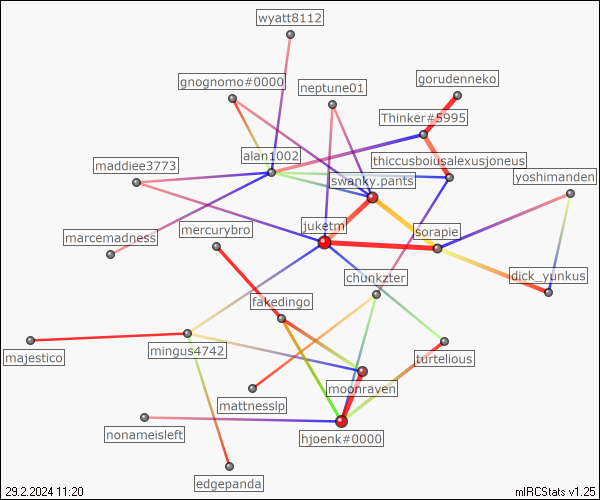 wyatt8112
gnognomo#0000
neptune01
gorudenneko
Thinker#5995
alan1002
thiccusboiusalexusjoneus
maddiee3773
swanky.pants
yoshimanden
juketm
mercurybro
sorapie
marcemadness
chunkzter
dick_yunkus
fakedingo
majestico
mingus4742
turtelious
moonraven
mattnesslp
nonameisleft
hjoenk#0000
edgepanda
29.2.2024 11:20
mIRCStats v1.25